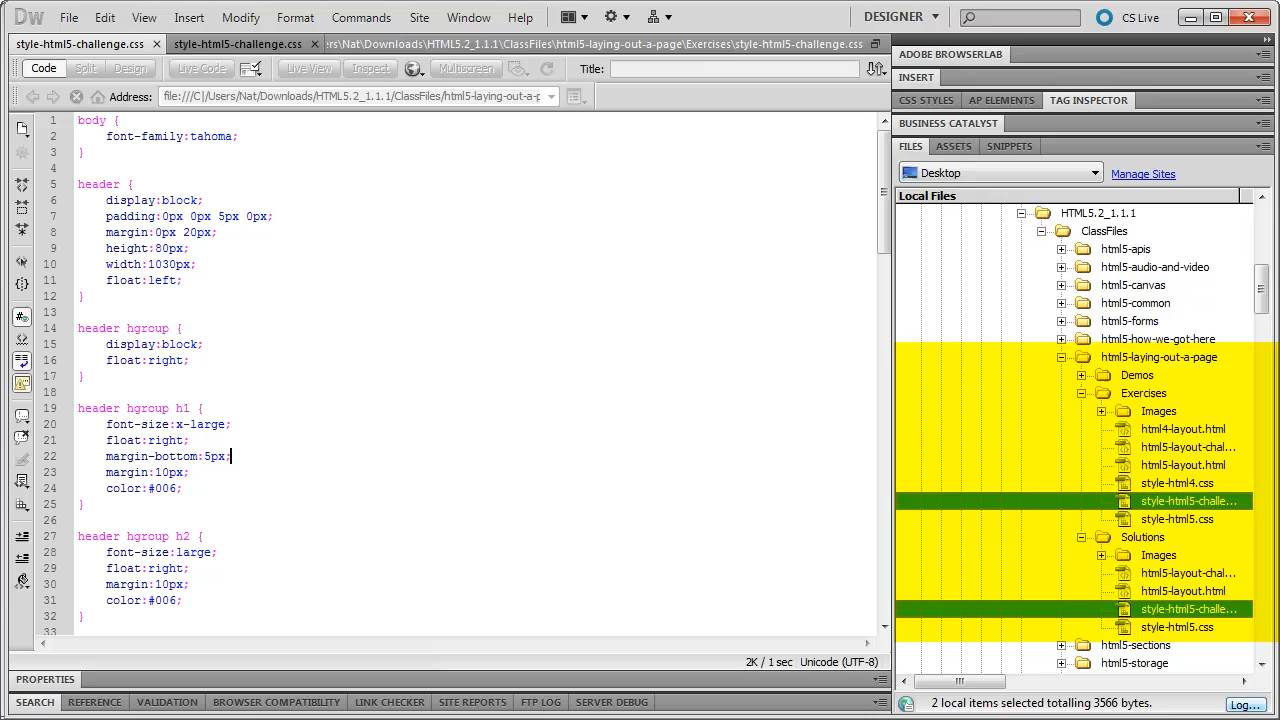 Dw File Edit View Insert Modify Format Commands Site Window Help DESIGNER CS Live
style-html5-challenge.css style-html5-challenge.css ers\Nat\Downloads\HTML5.2_1.1.1\ClassFiles\html5-laying-out-a-page\Exercises\style-html5-challenge.css
Code Split Design Live Code Live View Inspect Multiscreen Title:
Address: file:///C|/Users/Nat/Downloads/HTML5.2_1.1.1/ClassFiles/html5-laying-out-a-p
1 body {
2 font-family:tahoma;
3 }
4
5 header {
6 display:block;
7 padding:0px 0px 5px 0px;
8 margin:0px 20px;
9 height:80px;
10 width:1030px;
11 float:left;
12 }
13
14 header hgroup {
15 display:block;
16 float:right;
17 }
18
19 header hgroup h1 {
20 font-size:x-large;
21 float:right;
22 margin-bottom:5px;
23 margin:10px;
24 color:#006;
25 }
26
27 header hgroup h2 {
28 font-size:large;
29 float:right;
30 margin:10px;
31 color:#006;
32 }
33
2K / 1 sec Unicode (UTF-8)
PROPERTIES
SEARCH REFERENCE VALIDATION BROWSER COMPATIBILITY LINK CHECKER SITE REPORTS FTP LOG SERVER DEBUG
ADOBE BROWSERLAB
INSERT
CSS STYLES AP ELEMENTS TAG INSPECTOR
BUSINESS CATALYST
FILES ASSETS SNIPPETS
Desktop Manage Sites
Local Files
HTML5.2_1.1.1
ClassFiles
html5-apis
html5-audio-and-video
html5-canvas
html5-common
html5-forms
html5-how-we-got-here
html5-laying-out-a-page
Demos
Exercises
Images
html4-layout.html
html5-layout-chal...
html5-layout.html
style-html4.css
style-html5-challe...
style-html5.css
Solutions
Images
html5-layout-chal...
html5-layout.html
style-html5-challe...
style-html5.css
html5-sections
html5-storage
2 local items selected totalling 3566 bytes. Log...